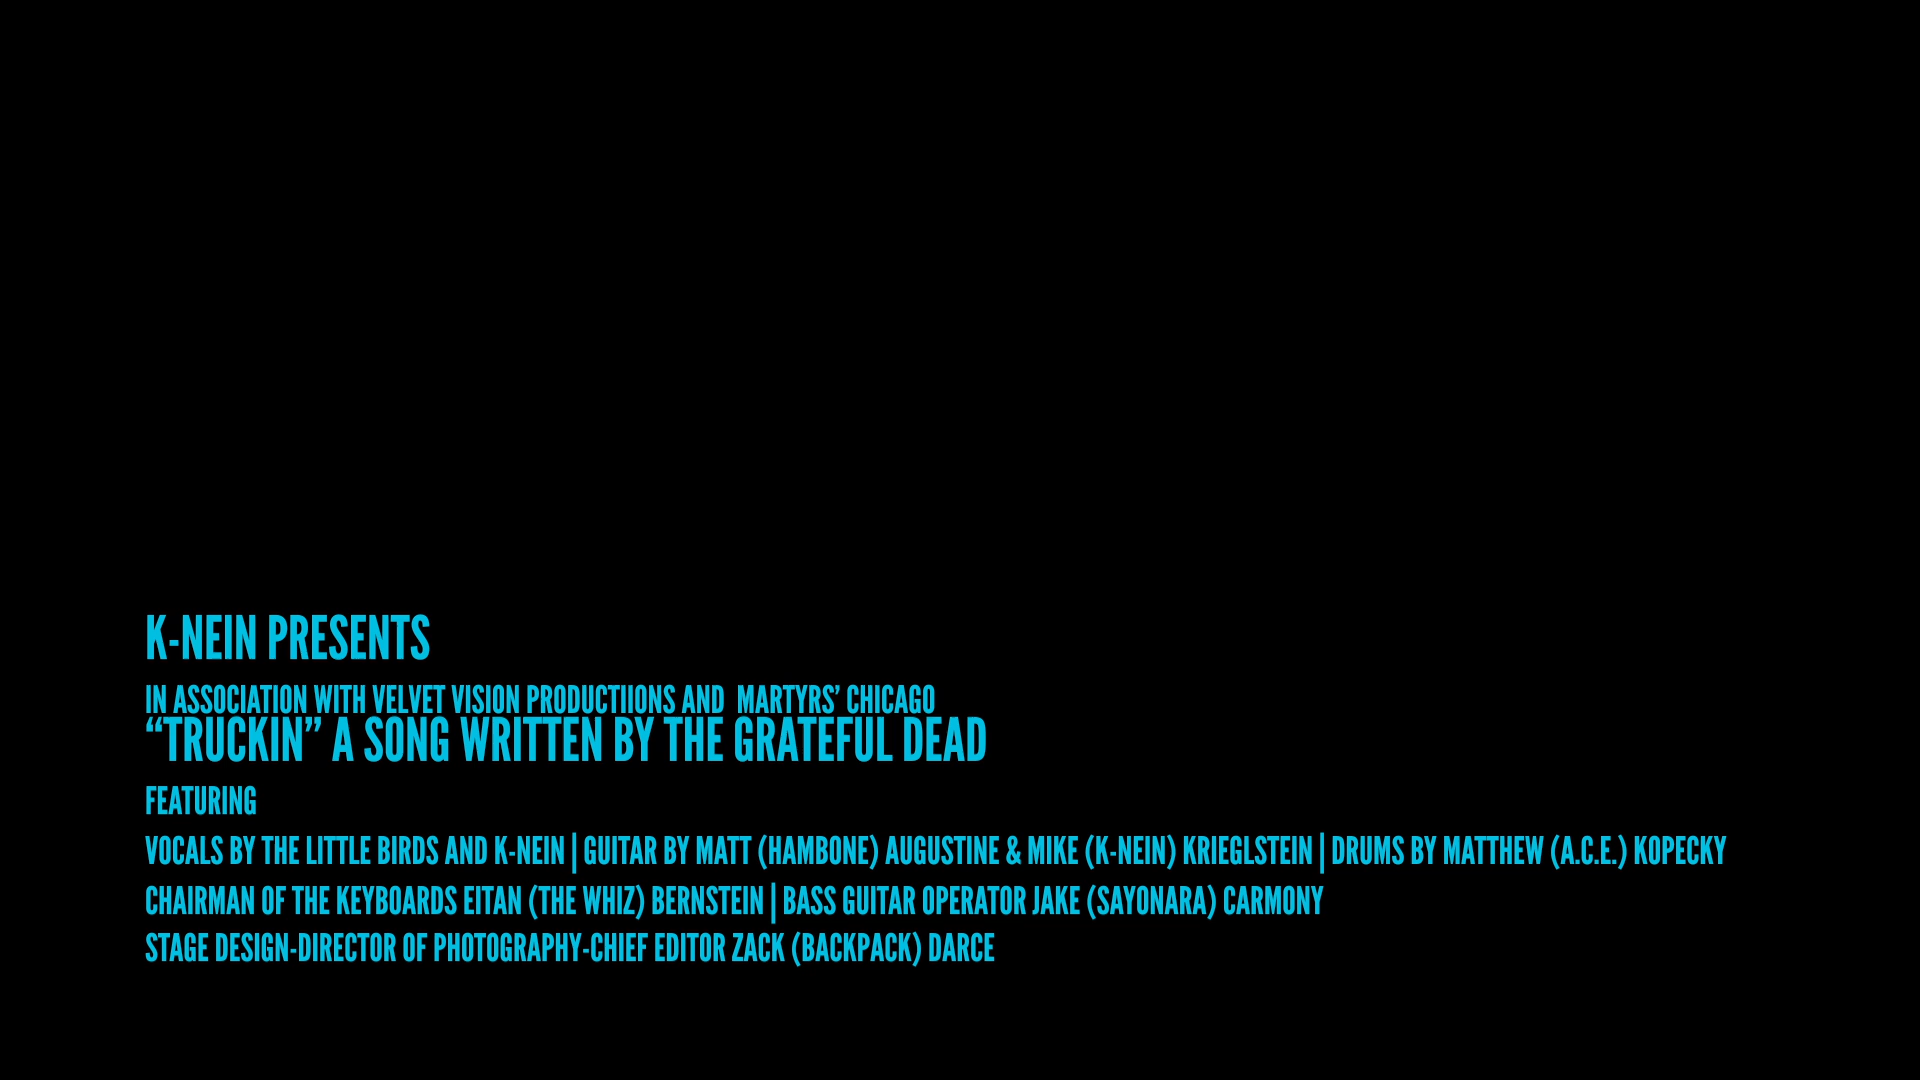 K-NEIN PRESENTS
IN ASSOCIATION WITH VELVET VISION PRODUCTIIONS AND  MARTYRS’ CHICAGO
“TRUCKIN” A SONG WRITTEN BY THE GRATEFUL DEAD
FEATURING
VOCALS BY THE LITTLE BIRDS AND K-NEIN | GUITAR BY MATT (HAMBONE) AUGUSTINE & MIKE (K-NEIN) KRIEGLSTEIN | DRUMS BY MATTHEW (A.C.E.) KOPECKY
CHAIRMAN OF THE KEYBOARDS EITAN (THE WHIZ) BERNSTEIN | BASS GUITAR OPERATOR JAKE (SAYONARA) CARMONY
STAGE DESIGN-DIRECTOR OF PHOTOGRAPHY-CHIEF EDITOR ZACK (BACKPACK) DARCE